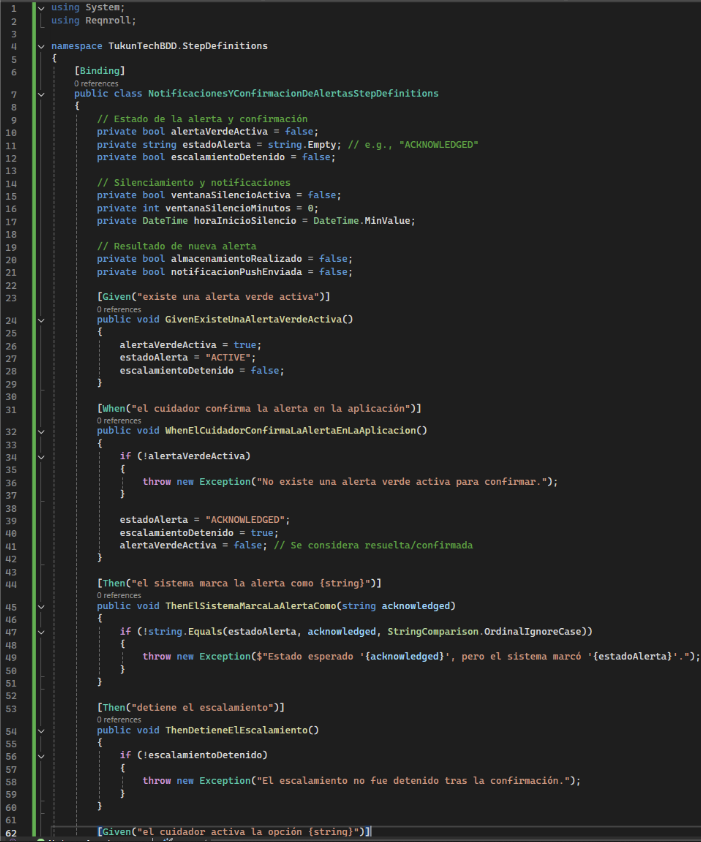 1 using System;
2 using Reqnroll;
3
4 namespace TukunTechBDD.StepDefinitions
5 {
6 [Binding]
0 references
7 public class NotificacionesYConfirmacionDeAlertasStepDefinitions
8 {
9 // Estado de la alerta y confirmación
10 private bool alertaVerdeActiva = false;
11 private string estadoAlerta = string.Empty; // e.g., "ACKNOWLEDGED"
12 private bool escalamientoDetenido = false;
13
14 // Silenciamiento y notificaciones
15 private bool ventanaSilencioActiva = false;
16 private int ventanaSilencioMinutos = 0;
17 private DateTime horaInicioSilencio = DateTime.MinValue;
18
19 // Resultado de nueva alerta
20 private bool almacenamientoRealizado = false;
21 private bool notificacionPushEnviada = false;
22
23 [Given("existe una alerta verde activa")]
0 references
24 public void GivenExisteUnaAlertaVerdeActiva()
25 {
26 alertaVerdeActiva = true;
27 estadoAlerta = "ACTIVE";
28 escalamientoDetenido = false;
29 }
30
31 [When("el cuidador confirma la alerta en la aplicación")]
0 references
32 public void WhenElCuidadorConfirmaLaAlertaEnLaAplicacion()
33 {
34 if (!alertaVerdeActiva)
35 {
36 throw new Exception("No existe una alerta verde activa para confirmar.");
37 }
38
39 estadoAlerta = "ACKNOWLEDGED";
40 escalamientoDetenido = true;
41 alertaVerdeActiva = false; // Se considera resuelta/confirmada
42 }
43
44 [Then("el sistema marca la alerta como {string}")]
0 references
45 public void ThenElSistemaMarcaLaAlertaComo(string acknowledged)
46 {
47 if (!string.Equals(estadoAlerta, acknowledged, StringComparison.OrdinalIgnoreCase))
48 {
49 throw new Exception($"Estado esperado '{acknowledged}', pero el sistema marcó '{estadoAlerta}'.");
50 }
51 }
52
53 [Then("detiene el escalamiento")]
0 references
54 public void ThenDetieneElEscalamiento()
55 {
56 if (!escalamientoDetenido)
57 {
58 throw new Exception("El escalamiento no fue detenido tras la confirmación.");
59 }
60 }
61
62 [Given("el cuidador activa la opción {string}")]